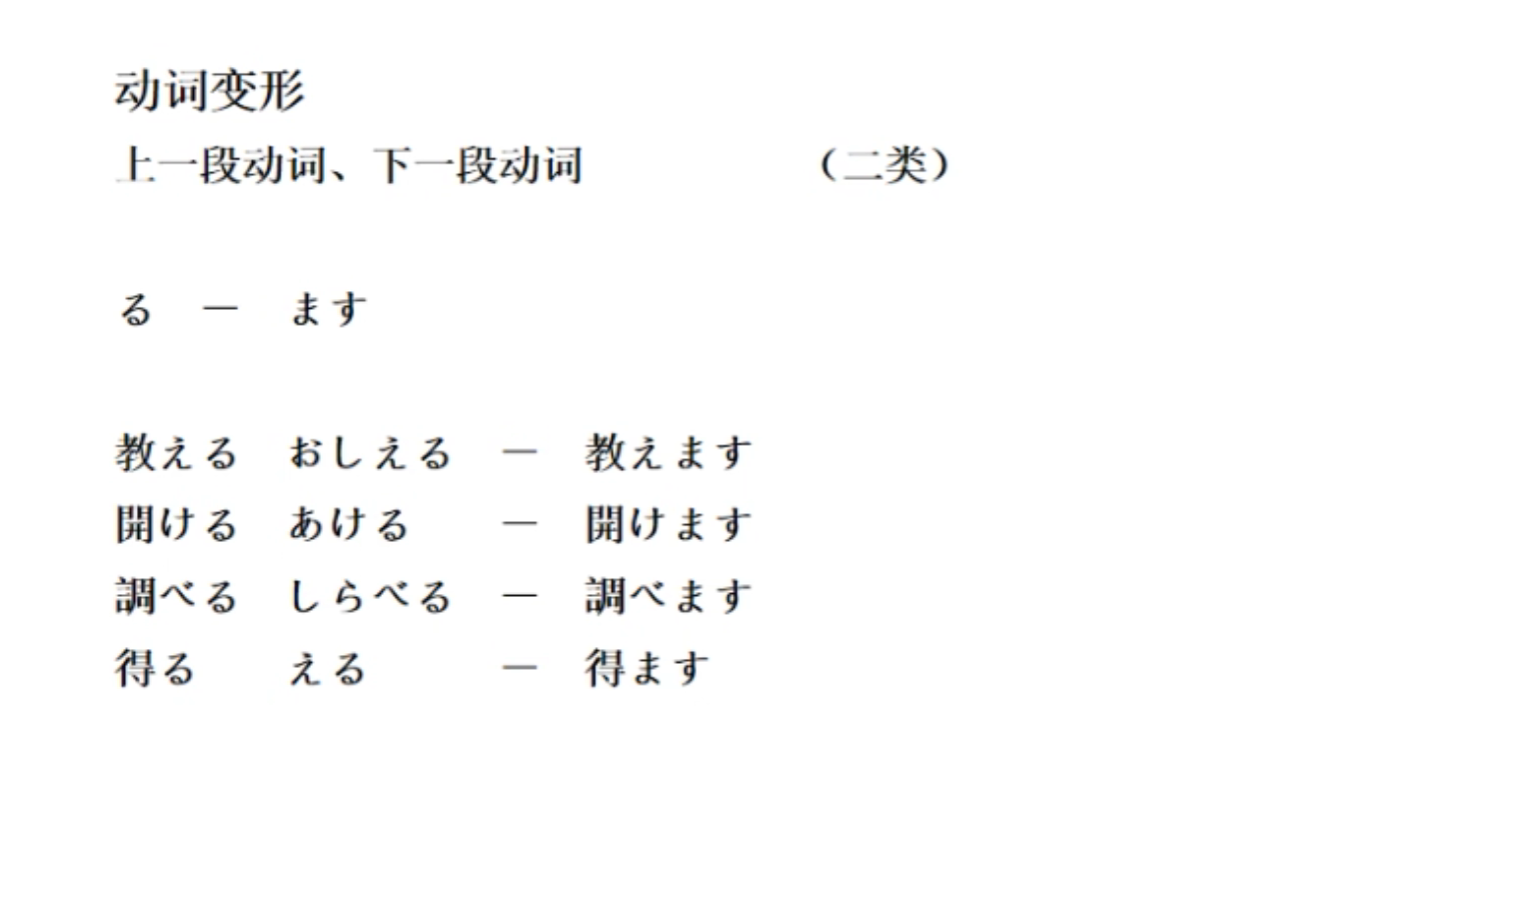 动词变形
上一段动词、下一段动词 （二类）
る — ます
教える おしえる — 教えます
開ける あける — 開けます
調べる しらべる — 調べます
得る える — 得ます